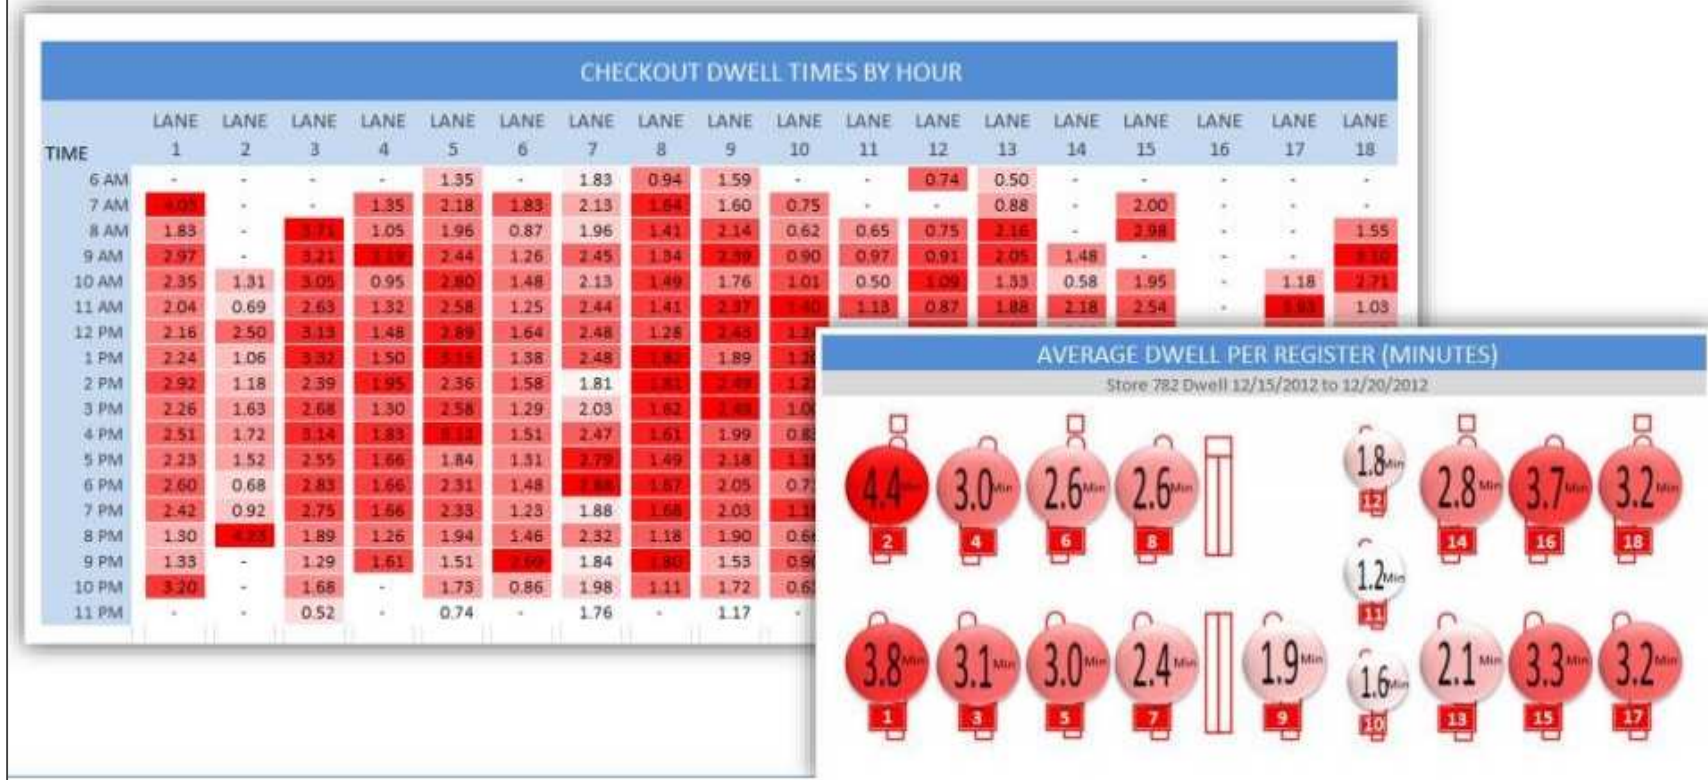 CHECKOUT DWELL TIMES BY HOUR
LANE LANE LANE LANE LANE LANE LANE LANE LANE LANE LANE LANE LANE LANE LANE LANE LANE LANE
TIME 1 2 3 4 5 6 7 8 9 10 11 12 13 14 15 16 17 18
6 AM - - - - 1.35 - 1.83 0.94 1.59 - - 0.74 0.50 - - - - -
7 AM - - 1.35 2.18 1.83 2.13 1.64 1.60 0.75 - - 0.88 - 2.00 - - -
8 AM 1.83 - 3.71 1.05 1.96 0.87 1.96 1.41 2.14 0.62 0.65 0.75 2.16 - 2.98 - - 1.55
9 AM 2.97 - 3.21 2.44 1.26 2.45 1.34 2.39 0.90 0.97 0.91 2.05 1.48 - - -
10 AM 2.35 1.31 3.05 0.95 2.80 1.48 2.13 1.49 1.76 1.01 0.50 1.09 1.33 0.58 1.95 - 1.18 2.71
11 AM 2.04 0.69 2.63 1.32 2.58 1.25 2.44 1.41 2.37 1.13 0.87 1.88 2.18 2.54 - 1.03
12 PM 2.16 2.50 3.13 1.48 2.89 1.64 2.48 1.28 2.43
1 PM 2.24 1.06 3.32 1.50 1.38 2.48 1.89
2 PM 2.92 1.18 2.39 1.95 2.36 1.58 1.81
3 PM 2.26 1.63 2.68 1.30 2.58 1.29 2.03 1.62
4 PM 2.51 1.72 3.14 1.83 1.51 2.47 1.61 1.99
5 PM 2.23 1.52 2.55 1.66 1.84 1.31 2.79 1.49 2.18
6 PM 2.60 0.68 2.83 1.66 2.31 1.48 1.67 2.05
7 PM 2.42 0.92 2.75 1.66 2.33 1.23 1.88 1.68 2.03
8 PM 1.30 1.89 1.26 1.94 1.46 2.32 1.18 1.90
9 PM 1.33 - 1.29 1.61 1.51 1.84 1.53
10 PM 3.20 - 1.68 - 1.73 0.86 1.98 1.11 1.72
11 PM - - 0.52 - 0.74 - 1.76 - 1.17 -
AVERAGE DWELL PER REGISTER (MINUTES)
Store 782 Dwell 12/15/2012 to 12/20/2012
4.4 Min 3.0 Min 2.6 Min 2.6 Min 1.8 Min 2.8 Min 3.7 Min 3.2 Min
2 4 6 8 12 14 16 18
1.2 Min
11
3.8 Min 3.1 Min 3.0 Min 2.4 Min 1.9 Min 1.6 Min 2.1 Min 3.3 Min 3.2 Min
1 3 5 7 9 10 13 15 17